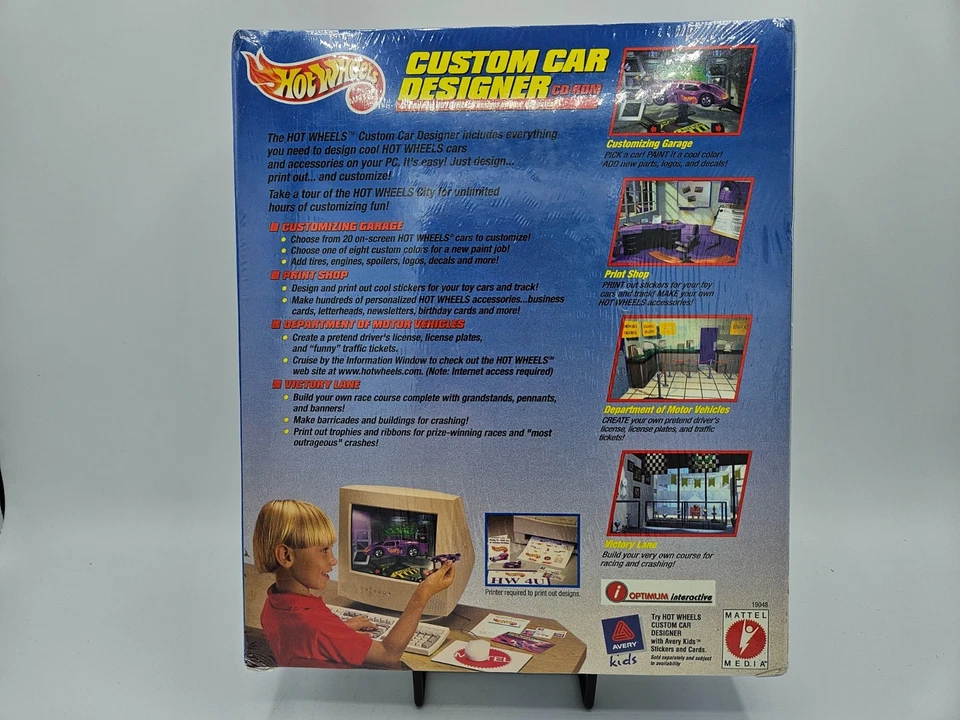 HOT WHEELS
CUSTOM CAR
DESIGNER CD-ROM
The HOT WHEELS™ Custom Car Designer includes everything
you need to design cool HOT WHEELS cars
and accessories on your PC. It's easy! Just design...
print out... and customize!
Take a tour of the HOT WHEELS City for unlimited
hours of customizing fun!
CUSTOMIZING GARAGE
Choose from 20 on-screen HOT WHEELS® cars to customize!
Choose one of eight custom colors for a new paint job!
Add tires, engines, spoilers, logos, decals and more!
PRINT SHOP
Design and print out cool stickers for your toy cars and track!
Make hundreds of personalized HOT WHEELS accessories...business
cards, letterheads, newsletters, birthday cards and more!
DEPARTMENT OF MOTOR VEHICLES
Create a pretend driver's license, license plates,
and "funny" traffic tickets.
Cruise by the Information Window to check out the HOT WHEELS™
web site at www.hotwheels.com. (Note: Internet access required)
VICTORY LANE
Build your own race course complete with grandstands, pennants,
and banners!
Make barricades and buildings for crashing!
Print out trophies and ribbons for prize-winning races and "most
outrageous" crashes!
Customizing Garage
PICK a car! PAINT it a cool color!
ADD new parts, logos, and decals!
Print Shop
PRINT out stickers for your toy
cars and track! MAKE your own
HOT WHEELS accessories!
Department of Motor Vehicles
CREATE your own pretend driver's
license, license plates, and traffic
tickets!
Victory Lane
Build your very own course for
racing and crashing!
HW 4U
Printer required to print out designs.
MATTEL
i OPTIMUM interactive
AVERY
kids
Try HOT WHEELS
CUSTOM CAR
DESIGNER
with Avery Kids™
Stickers and Cards.
Sold separately and subject
to availability
19048
MATTEL
MEDIA™